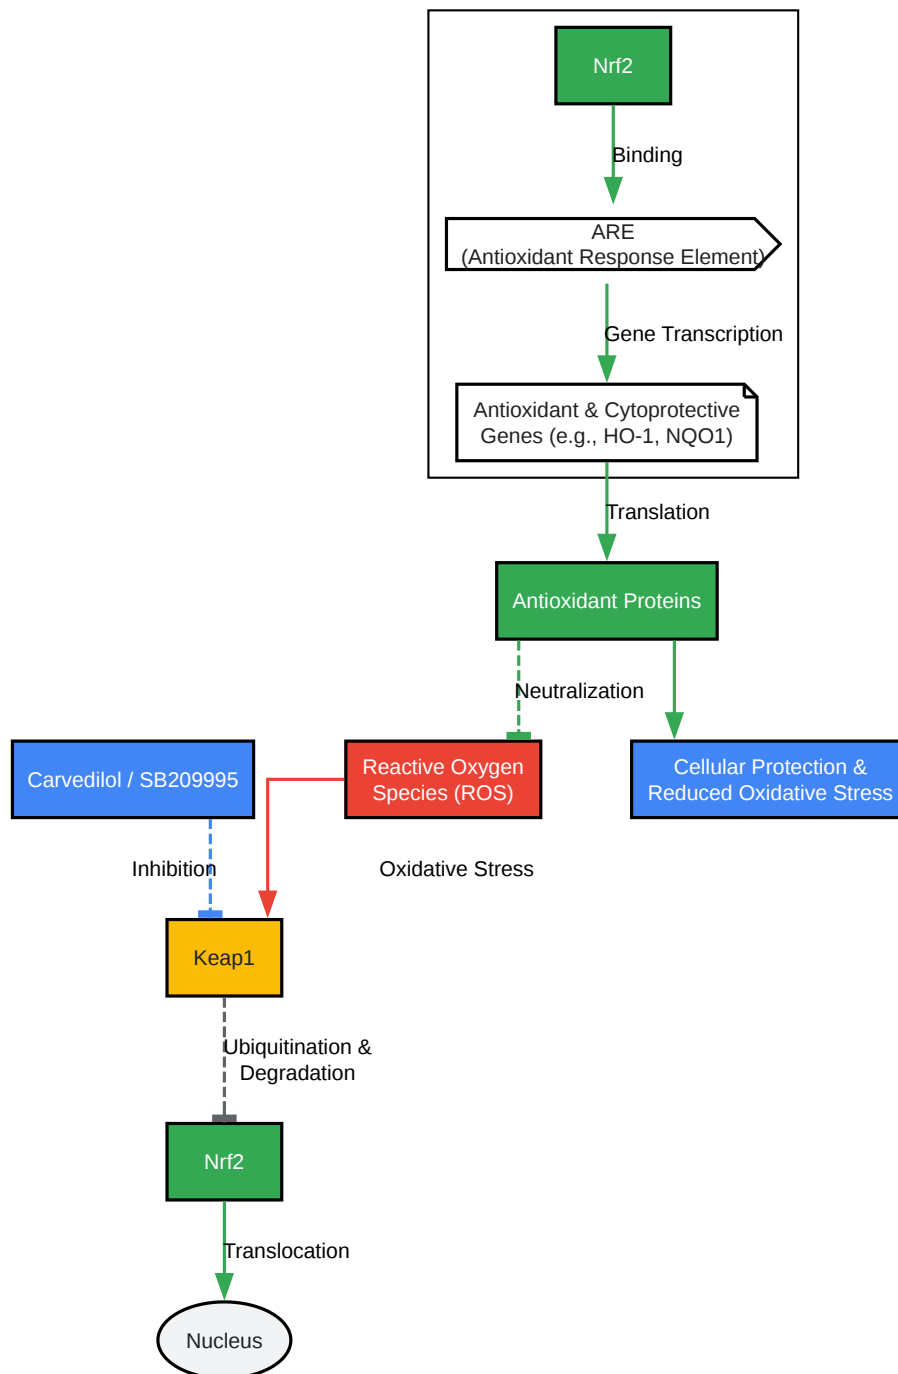 Nrf2
Binding
ARE
(Antioxidant Response Element)
Gene Transcription
Antioxidant & Cytoprotective
Genes (e.g., HO-1, NQO1)
Translation
Antioxidant Proteins
Neutralization
Carvedilol / SB209995
Reactive Oxygen
Species (ROS)
Cellular Protection &
Reduced Oxidative Stress
Inhibition
Oxidative Stress
Keap1
Ubiquitination &
Degradation
Nrf2
Translocation
Nucleus